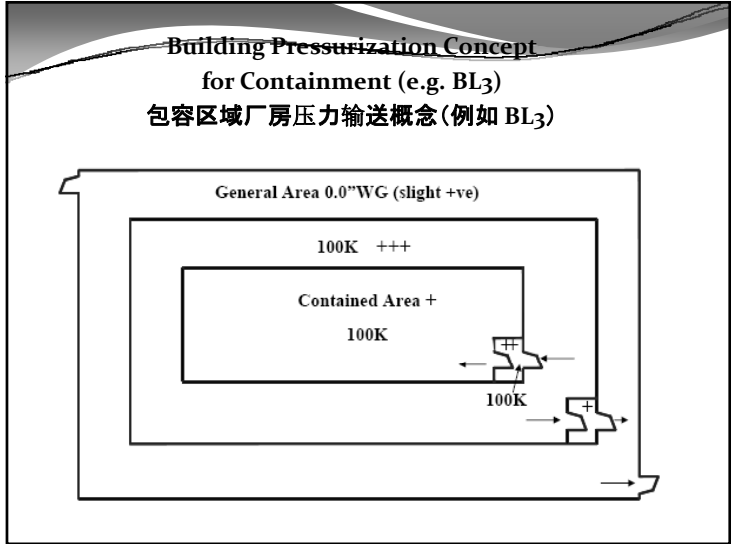 Building Pressurization Concept
for Containment (e.g. BL3)
包容区域厂房压力输送概念(例如 BL3)
General Area 0.0"WG (slight +ve)
100K +++
Contained Area +
100K
++
100K
+